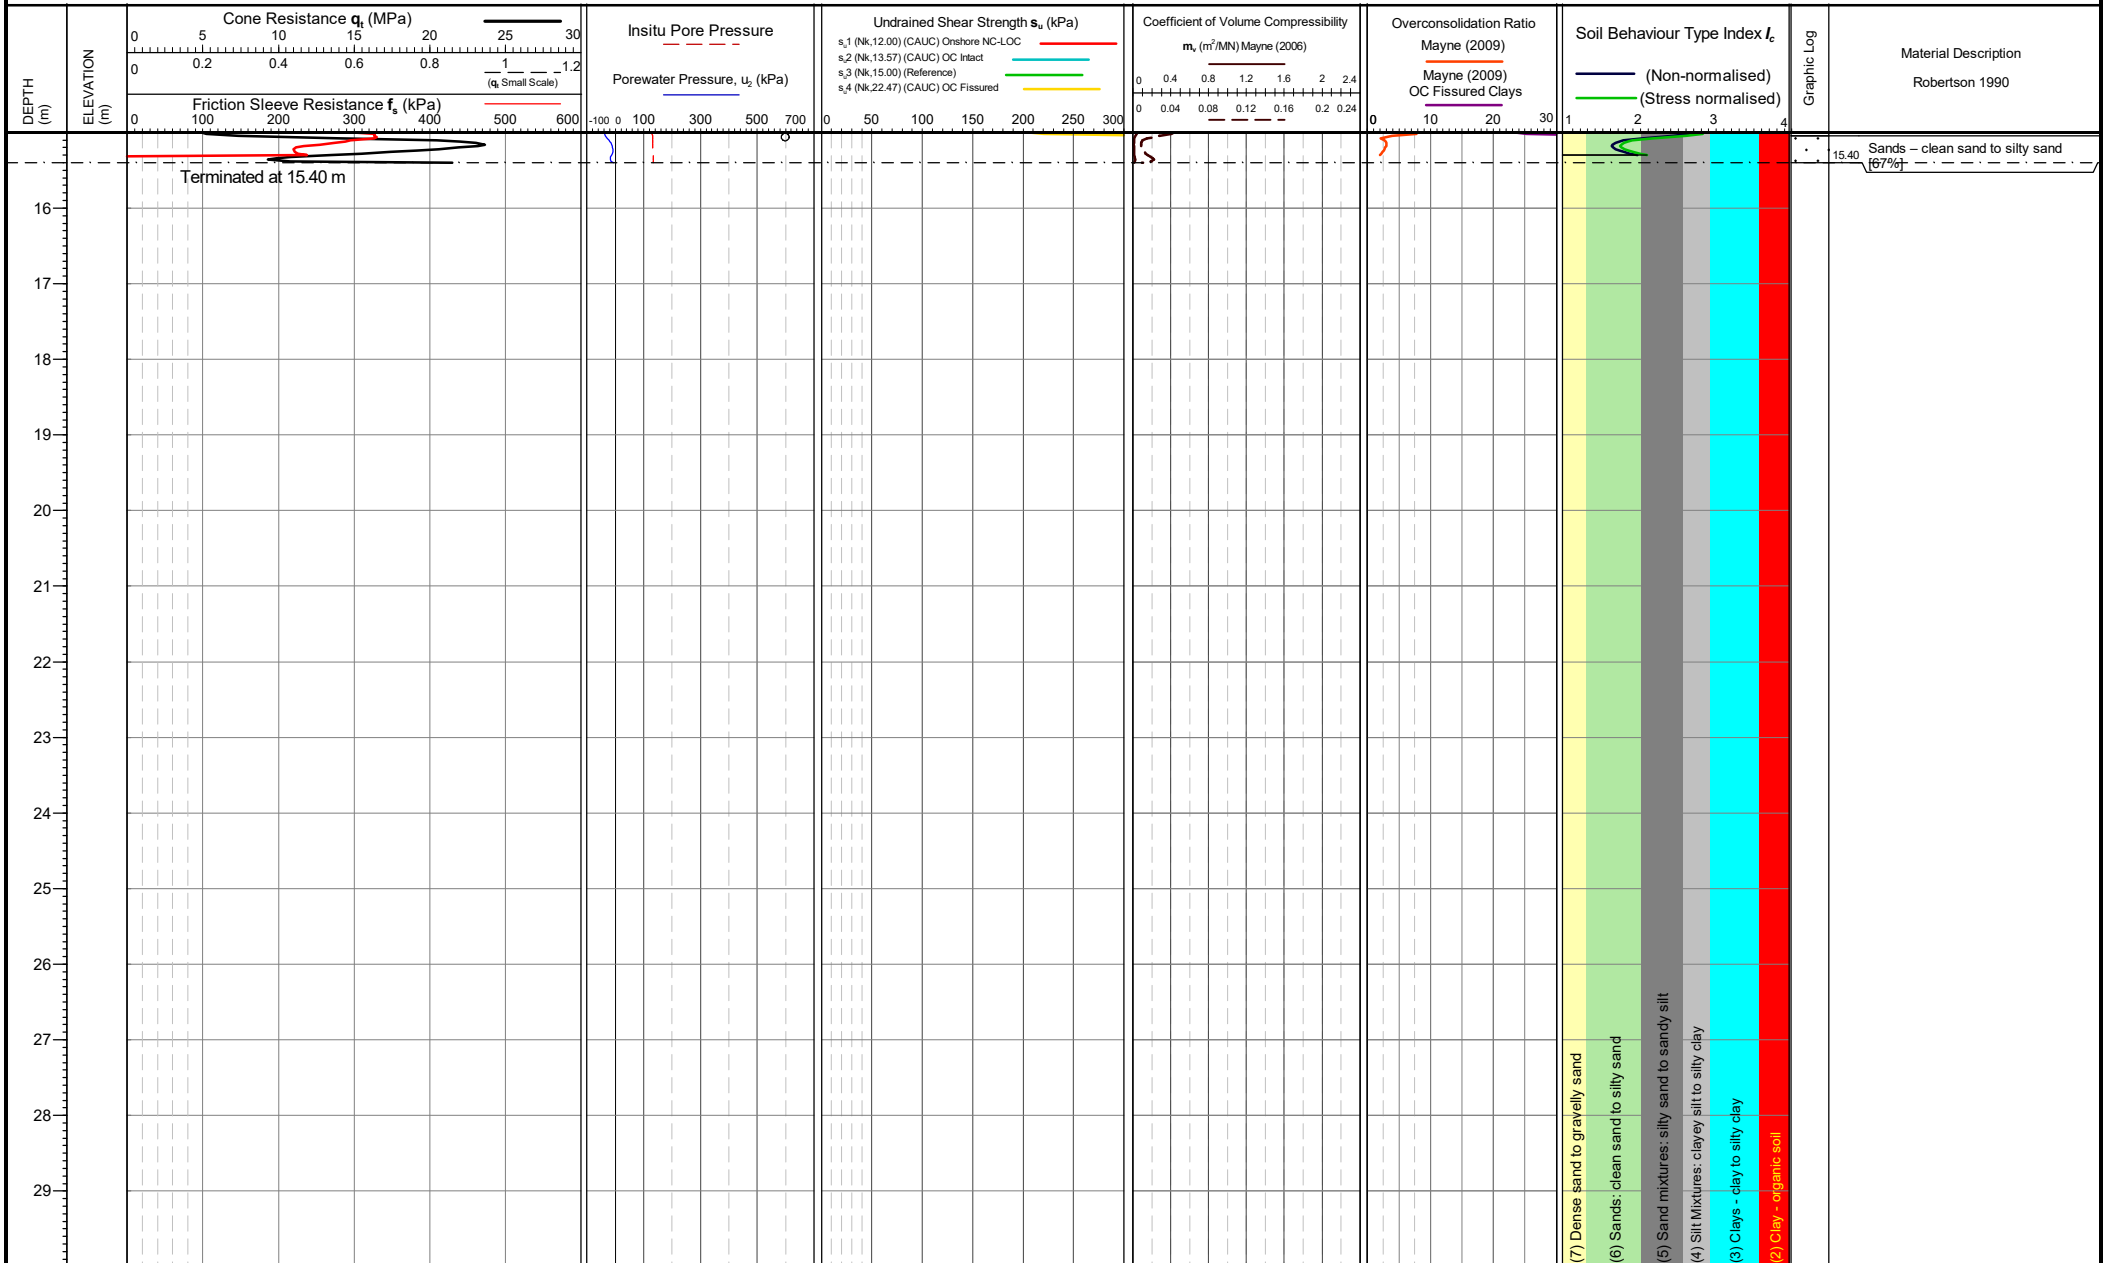 DEPTH
(m)
ELEVATION
(m)
Cone Resistance qt (MPa)
0 5 10 15 20 25 30
0 0.2 0.4 0.6 0.8 1 1.2
(qt Small Scale)
Friction Sleeve Resistance fs (kPa)
100 200 300 400 500 600
Insitu Pore Pressure
Porewater Pressure, u2 (kPa)
-100 0 100 300 500 700
Undrained Shear Strength su (kPa)
su1 (Nk,12.00) (CAUC) Onshore NC-LOC
su2 (Nk,13.57) (CAUC) OC Intact
su3 (Nk,15.00) (Reference)
su4 (Nk,22.47) (CAUC) OC Fissured
0 50 100 150 200 250 300
Coefficient of Volume Compressibility
mv (m²/MN) Mayne (2006)
0 0.4 0.8 1.2 1.6 2 2.4
0 0.04 0.08 0.12 0.16 0.2 0.24
Overconsolidation Ratio
Mayne (2009)
Mayne (2009)
OC Fissured Clays
0 10 20 30
Soil Behaviour Type Index Ic
(Non-normalised)
(Stress normalised)
1 2 3 4
Graphic Log
Material Description
Robertson 1990
15.40
Sands – clean sand to silty sand
[67%]
Terminated at 15.40 m
16
17
18
19
20
21
22
23
24
25
26
27
28
29
(7) Dense sand to gravelly sand
(6) Sands: clean sand to silty sand
(5) Sand mixtures: silty sand to sandy silt
(4) Silt Mixtures: clayey silt to silty clay
(3) Clays - clay to silty clay
(2) Clay - organic soil